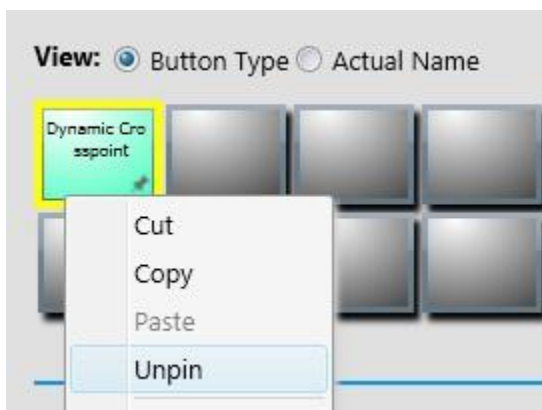 View: Button Type Actual Name
Dynamic Cro
sspoint
Cut
Copy
Paste
Unpin